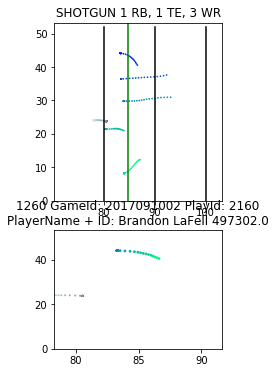 SHOTGUN 1 RB, 1 TE, 3 WR
50
40
30
20
10
0
80 90 110
1260 GameId: 2017091002 PlayId: 2160
PlayerName + ID: Brandon LaFell 497302.0
40
20
0
80 85 90